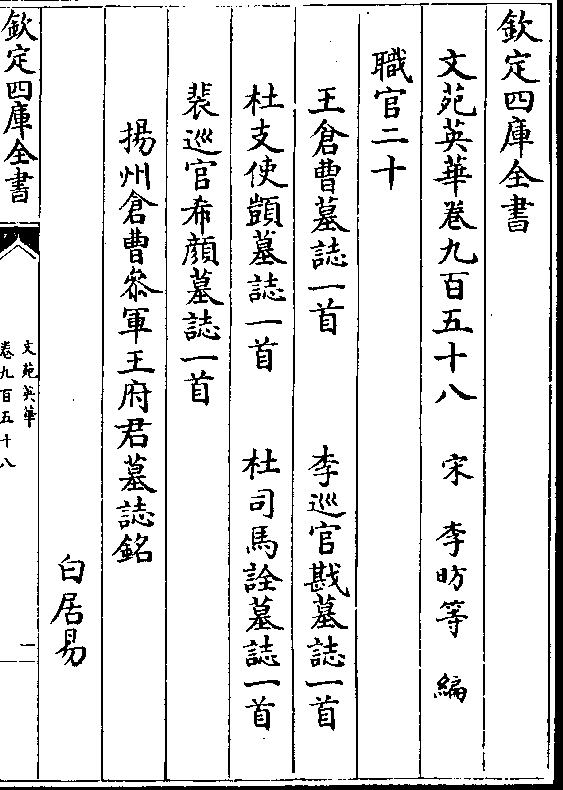 欽定四庫全書
文苑英華卷九百五十八 宋 李昉等 編
職官二十
王倉曹墓誌一首 李巡官戡墓誌一首
杜支使顗墓誌一首 杜司馬詮墓誌一首
裴巡官希顔墓誌一首
揚州倉曹叅軍王府君墓誌銘
白居易
欽定四庫全書
文苑英華
卷九百五十八
一